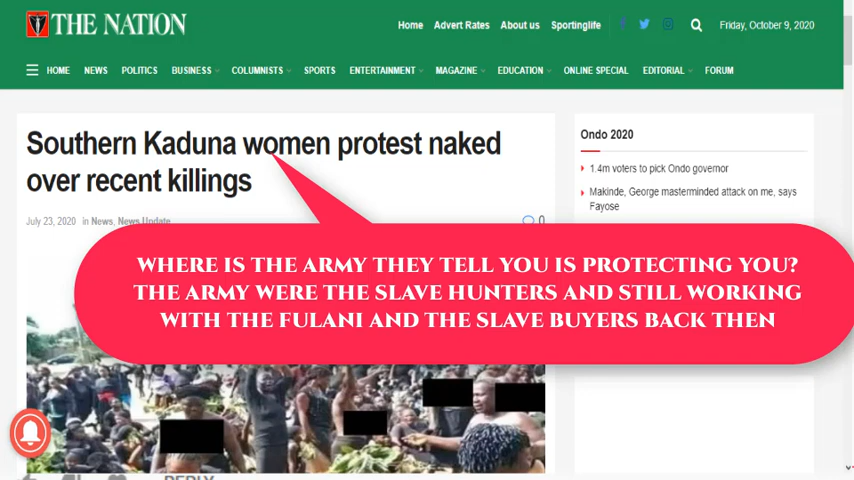 THE NATION
Home Advert Rates About us Sportinglife Friday, October 9, 2020
HOME NEWS POLITICS BUSINESS COLUMNISTS SPORTS ENTERTAINMENT MAGAZINE EDUCATION ONLINE SPECIAL EDITORIAL FORUM
Southern Kaduna women protest naked
over recent killings
July 23, 2020 in News, News Update
0
WHERE IS THE ARMY THEY TELL YOU IS PROTECTING YOU?
THE ARMY WERE THE SLAVE HUNTERS AND STILL WORKING
WITH THE FULANI AND THE SLAVE BUYERS BACK THEN
Ondo 2020
1.4m voters to pick Ondo governor
Makinde, George masterminded attack on me, says
Fayose
REPLY